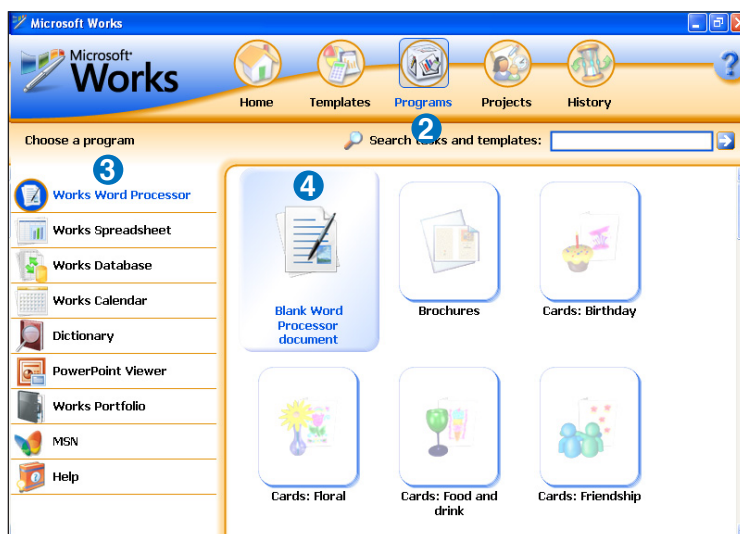 Microsoft Works
Microsoft®
Works
Home Templates Programs Projects History
?
2
Choose a program
Search tasks and templates:
3
4
Works Word Processor
Works Spreadsheet
Works Database
Works Calendar
Dictionary
PowerPoint Viewer
Works Portfolio
MSN
Help
Blank Word
Processor
document
Brochures
Cards: Birthday
Cards: Floral
Cards: Food and
drink
Cards: Friendship